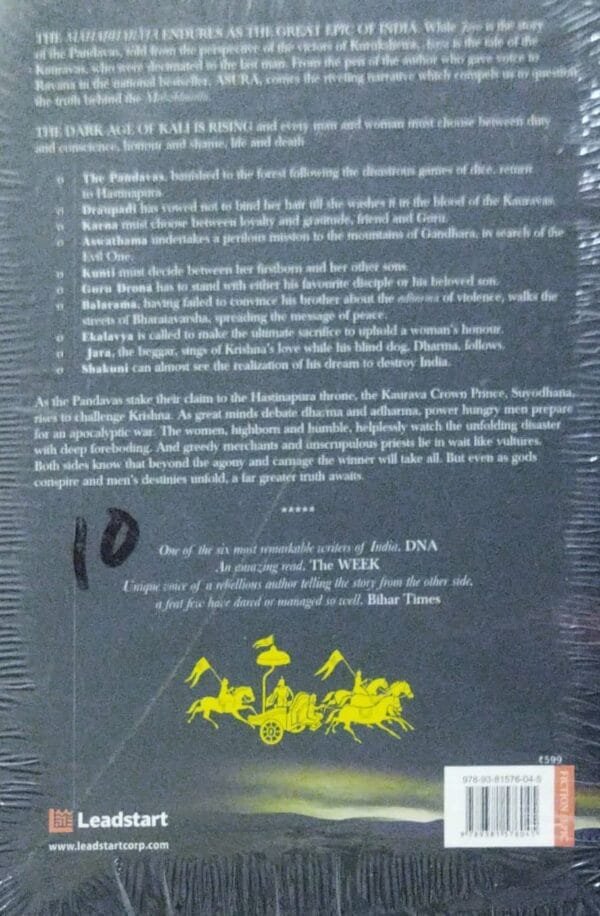 THE MAHABHARATA ENDURES AS THE GREAT EPIC OF INDIA. While Jaya is the story
of the Pandavas, told from the perspective of the victors of Kurukshetra, Ajaya is the tale of the
Kauravas, who were decimated to the last man. From the pen of the author who gave voice to
Ravana in the national bestseller, ASURA, comes the riveting narrative which compels us to question
the truth behind the Mahabharata.
THE DARK AGE OF KALI IS RISING and every man and woman must choose between duty
and conscience, honour and shame, life and death
The Pandavas, banished to the forest following the disastrous games of dice, return
to Hastinapura.
Draupadi has vowed not to bind her hair till she washes it in the blood of the Kauravas.
Karna must choose between loyalty and gratitude, friend and Guru.
Aswathama undertakes a perilous mission to the mountains of Gandhara, in search of the
Evil One.
Kunti must decide between her firstborn and her other sons.
Guru Drona has to stand with either his favourite disciple or his beloved son.
Balarama, having failed to convince his brother about the adharma of violence, walks the
streets of Bharatavarsha, spreading the message of peace.
Ekalavya is called to make the ultimate sacrifice to uphold a woman's honour.
Jara, the beggar, sings of Krishna's love while his blind dog, Dharma, follows.
Shakuni can almost see the realization of his dream to destroy India.
As the Pandavas stake their claim to the Hastinapura throne, the Kaurava Crown Prince, Suyodhana,
rises to challenge Krishna. As great minds debate dharma and adharma, power hungry men prepare
for an apocalyptic war. The women, highborn and humble, helplessly watch the unfolding disaster
with deep foreboding. And greedy merchants and unscrupulous priests lie in wait like vultures.
Both sides know that beyond the agony and carnage the winner will take all. But even as gods
conspire and men's destinies unfold, a far greater truth awaits.
*****
10
One of the six most remarkable writers of India. DNA
An amazing read. The WEEK
Unique voice of a rebellious author telling the story from the other side,
a feat few have dared or managed so well. Bihar Times
₹599
978-93-81576-04-5
FICTION EPIC
9789381576045
Leadstart
www.leadstartcorp.com